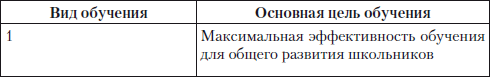 Вид обучения Основная цель обучения
1 Максимальная эффективность обучения
для общего развития школьников